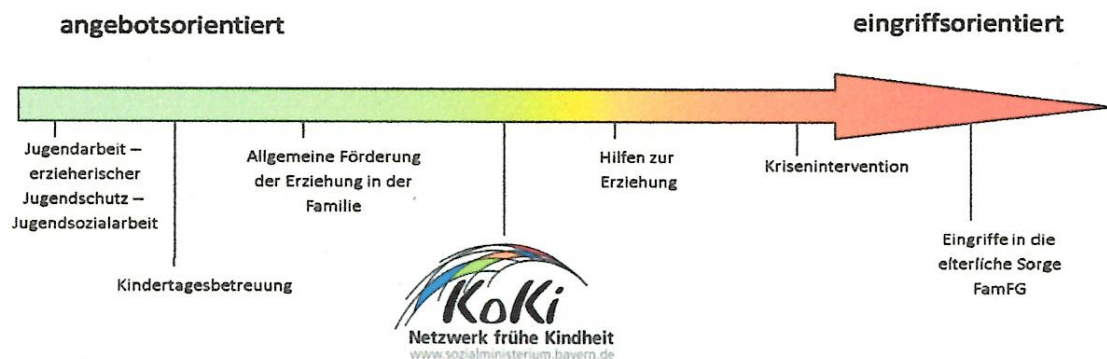 angebotsorientiert
eingriffsorientiert
Jugendarbeit –
erzieherischer
Jugendschutz –
Jugendsozialarbeit
Kindertagesbetreuung
Allgemeine Förderung
der Erziehung in der
Familie
KoKi
Netzwerk frühe Kindheit
www.sozialministerium.bayern.de
Hilfen zur
Erziehung
Krisenintervention
Eingriffe in die
elterliche Sorge
FamFG